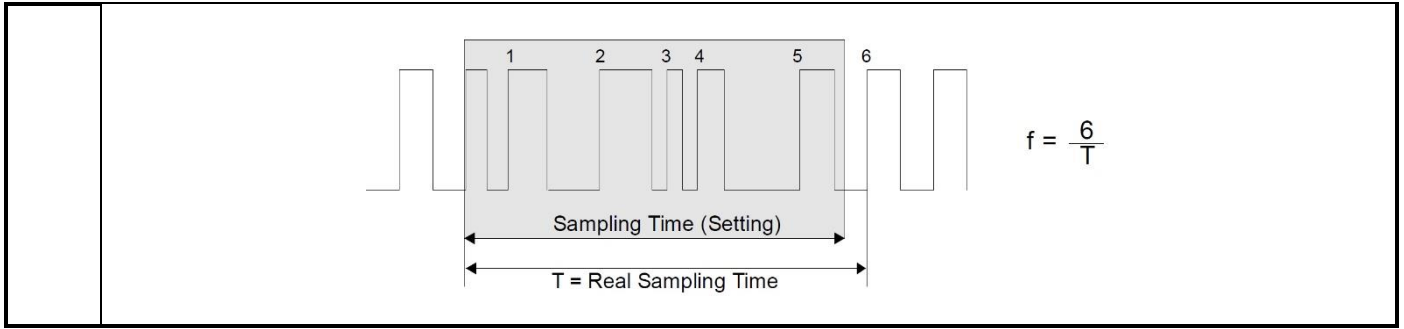 1 2 3 4 5 6
f = 6
T
Sampling Time (Setting)
T = Real Sampling Time